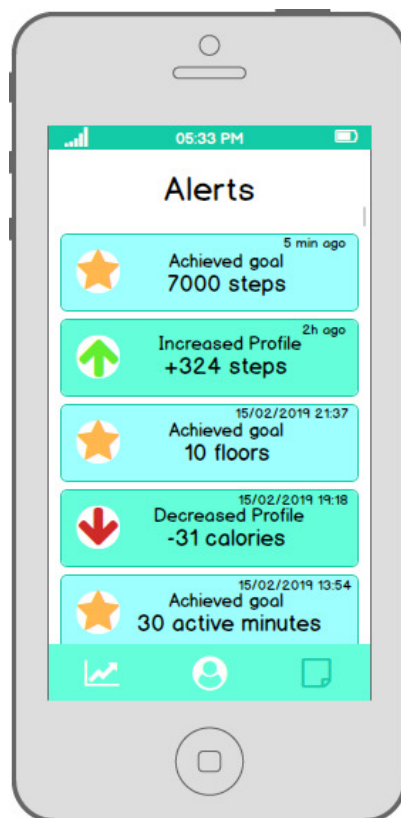 05:33 PM
Alerts
5 min ago
Achieved goal
7000 steps
2h ago
Increased Profile
+324 steps
15/02/2019 21:37
Achieved goal
10 floors
15/02/2019 19:18
Decreased Profile
-31 calories
15/02/2019 13:54
Achieved goal
30 active minutes